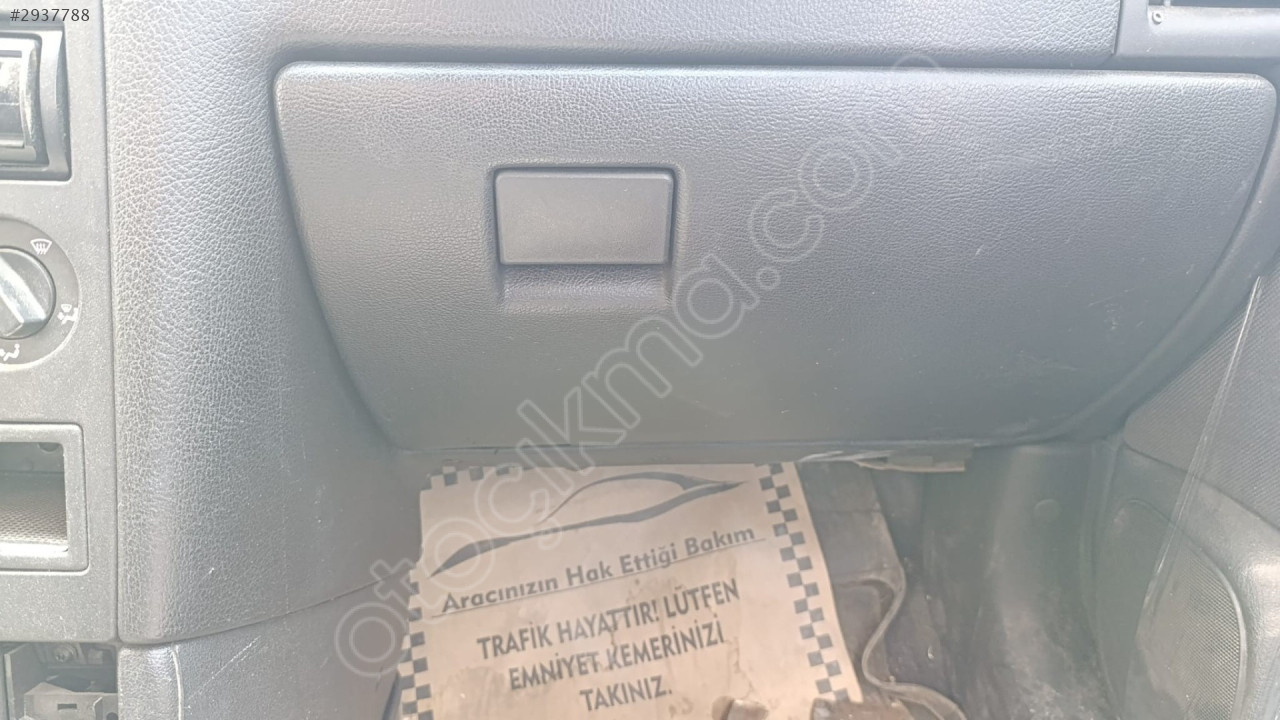 #2937788
otoçıkma.com
Aracınızın Hak Ettiği Bakım
TRAFİK HAYATTIR! LÜTFEN
EMNİYET KEMERİNİZİ
TAKINIZ.